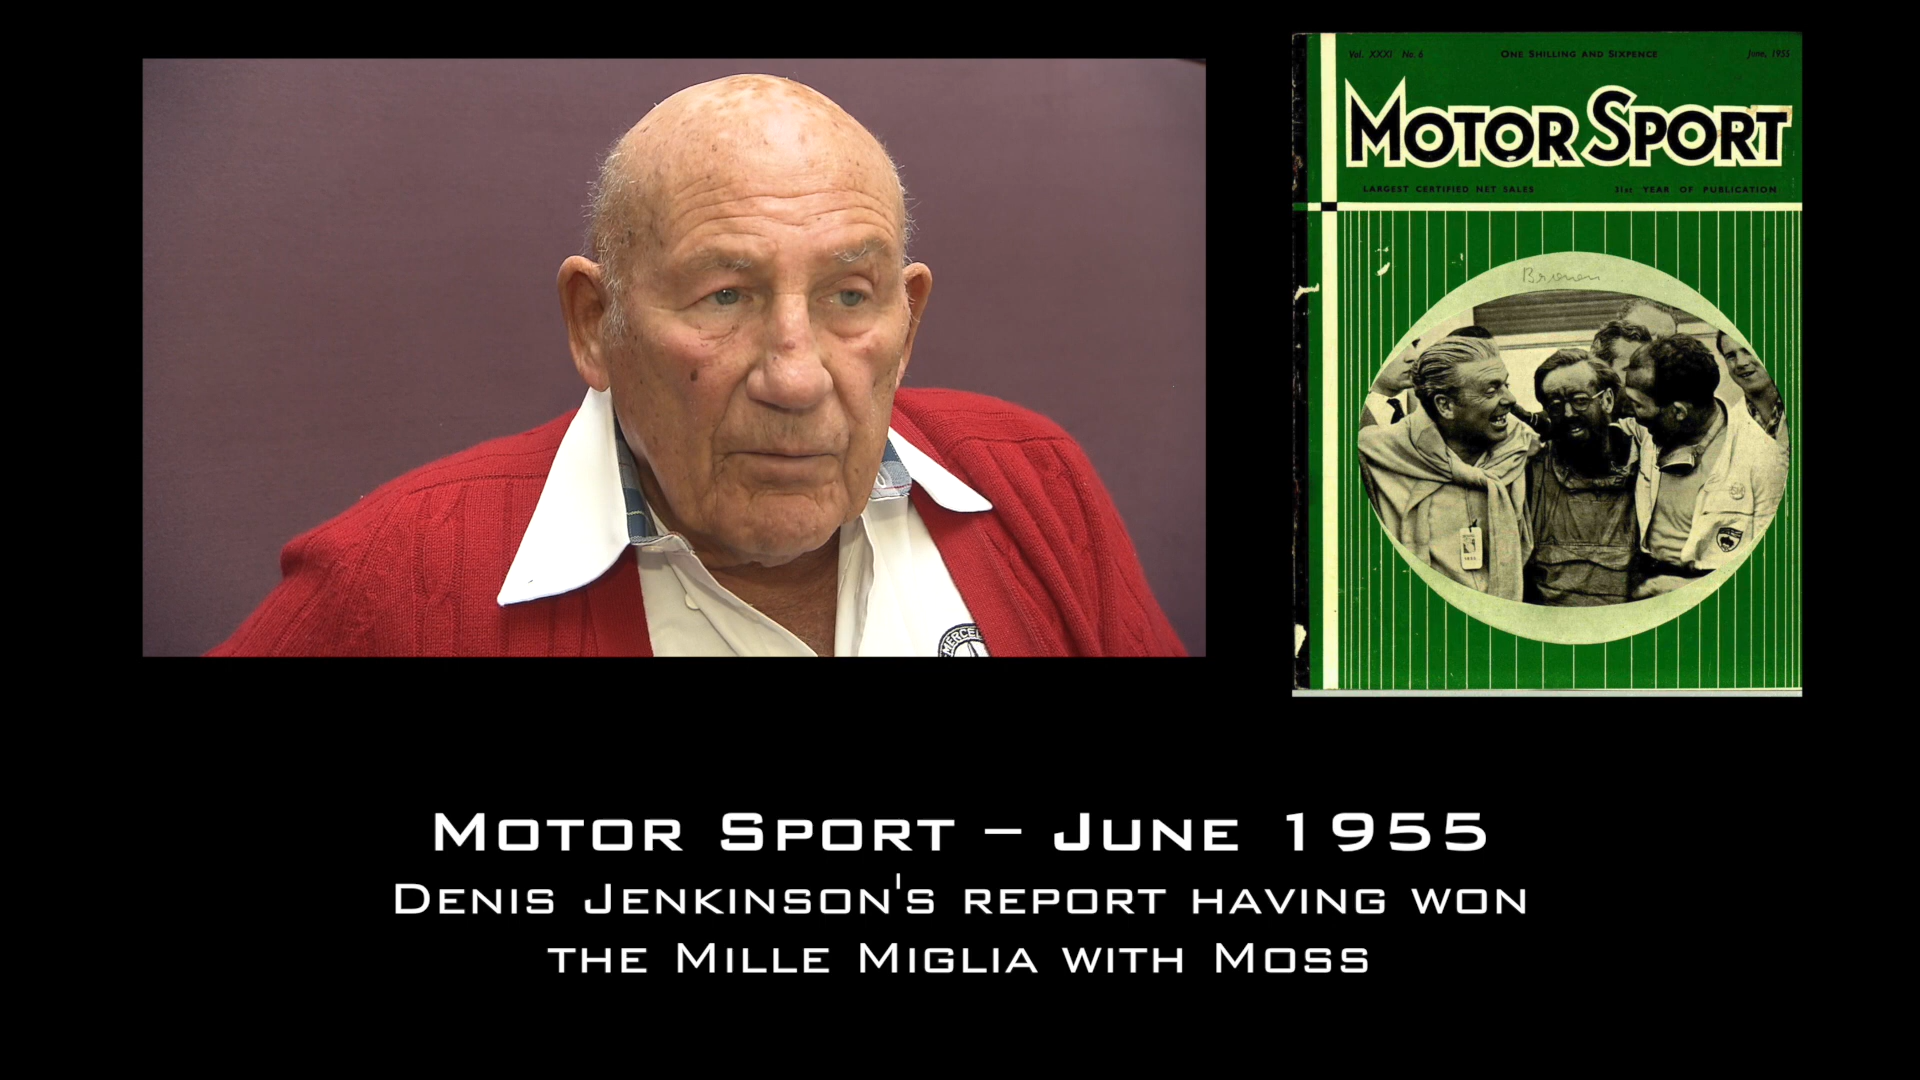 Vol. XXXI No. 6 ONE SHILLING AND SIXPENCE June, 1955
MOTOR SPORT
LARGEST CERTIFIED NET SALES 31st YEAR OF PUBLICATION
MERCE
MOTOR SPORT – JUNE 1955
DENIS JENKINSON'S REPORT HAVING WON
THE MILLE MIGLIA WITH MOSS